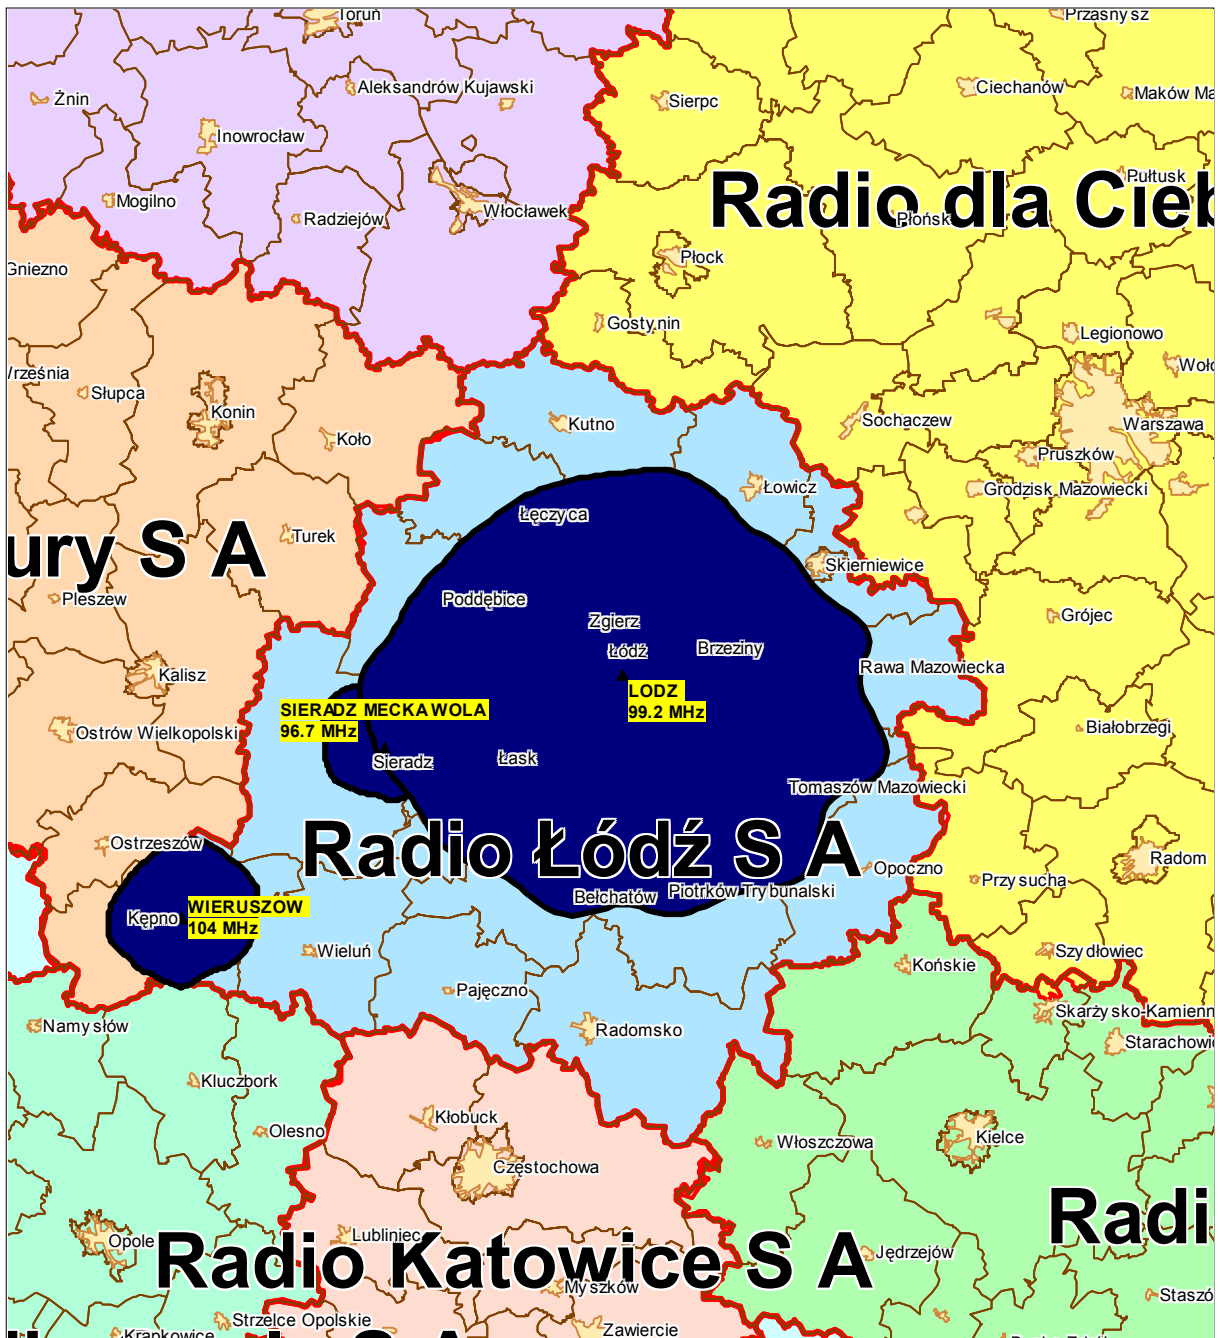 Toruń
Przasnysz
Żnin
Aleksandrów Kujawski
Sierpc
Ciechanów
Maków Ma
Inowrocław
Mogilno
Radziejów
Włocławek
Pułtusk
Radio dla Cieb
Płońsk
Gniezno
Płock
Gostynin
Legionowo
Września
Słupca
Woło
Konin
Koło
Kutno
Sochaczew
Warszawa
Pruszków
Łowicz
Grodzisk Mazowiecki
Łęczyca
Turek
ury S A
Skierniewice
Pleszew
Poddębice
Zgierz
Grójec
Łódź
Brzeziny
Kalisz
Rawa Mazowiecka
LODZ
99.2 MHz
SIERADZ MECKA WOLA
96.7 MHz
Ostrów Wielkopolski
Białobrzegi
Sieradz
Łask
Tomaszów Mazowiecki
Ostrzeszów
Radio Łódź S A
Opoczno
Radom
Przysucha
Bełchatów
Piotrków Trybunalski
WIERUSZOW
104 MHz
Kępno
Wieluń
Szydłowiec
Końskie
Pajęczno
Namysłów
Radomsko
Skarżysko-Kamienn
Starachowi
Kluczbork
Olesno
Kłobuck
Włoszczowa
Kielce
Częstochowa
Radi
Opole
Lubliniec
Radio Katowice S A
Jędrzejów
Myszków
Staszó
Strzelce Opolskie
Zawiercie
Krapkowice